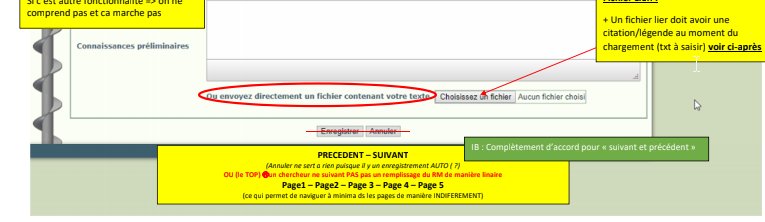 Si c'est autre fonctionnalité => on ne
comprend pas et ca marche pas
Fichier Lien :
+ Un fichier lier doit avoir une
citation/légende au moment du
chargement (txt à saisir) voir ci-après
Connaissances préliminaires
Ou envoyez directement un fichier contenant votre texte Choisissez un fichier Aucun fichier choisi
Enregistrer Annuler
IB : Complètement d'accord pour « suivant et précédent »
PRECEDENT – SUIVANT
(Annuler ne sert a rien puisque il y un enregistrement AUTO ( ?)
OU (le TOP) un chercheur ne suivant PAS pas un remplissage du RM de manière linaire
Page1 – Page2 – Page 3 – Page 4 – Page 5
(ce qui permet de naviguer à minima ds les pages de manière INDIFEREMENT)